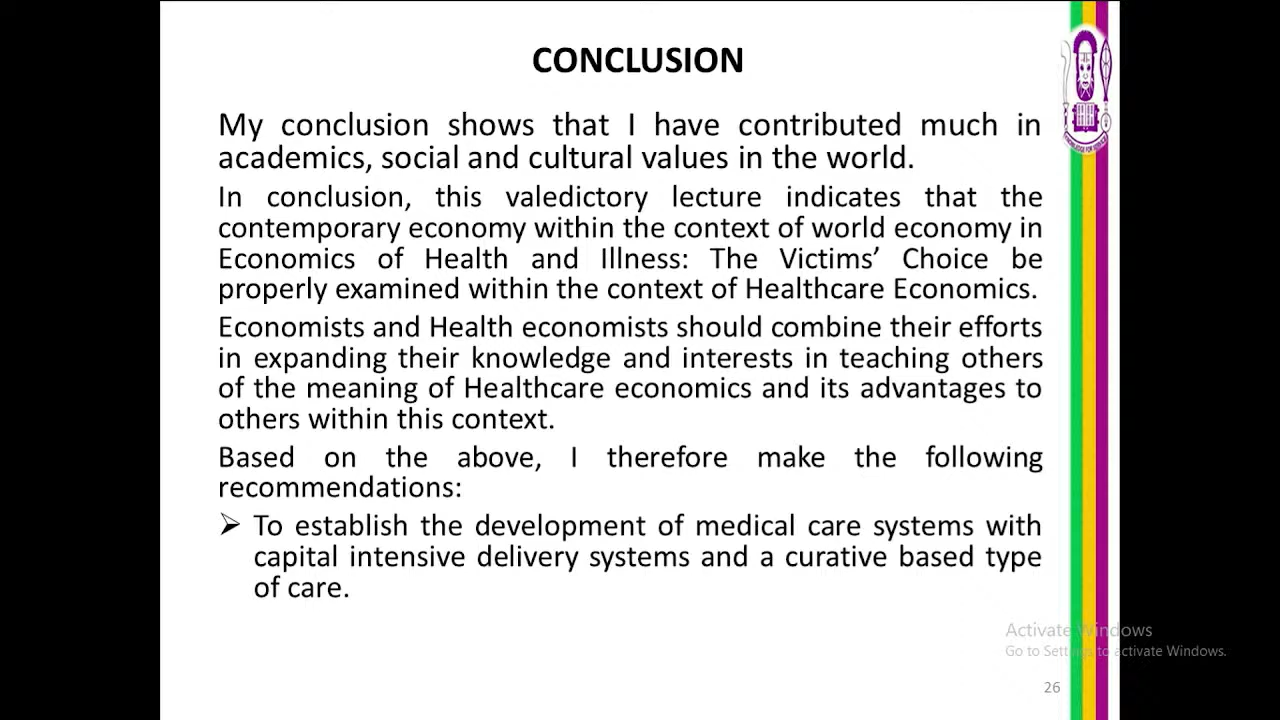 CONCLUSION
My conclusion shows that I have contributed much in
academics, social and cultural values in the world.
In conclusion, this valedictory lecture indicates that the
contemporary economy within the context of world economy in
Economics of Health and Illness: The Victims’ Choice be
properly examined within the context of Healthcare Economics.
Economists and Health economists should combine their efforts
in expanding their knowledge and interests in teaching others
of the meaning of Healthcare economics and its advantages to
others within this context.
Based on the above, I therefore make the following
recommendations:
➢ To establish the development of medical care systems with
capital intensive delivery systems and a curative based type
of care.
Activate Windows
Go to Settings to activate Windows.
26